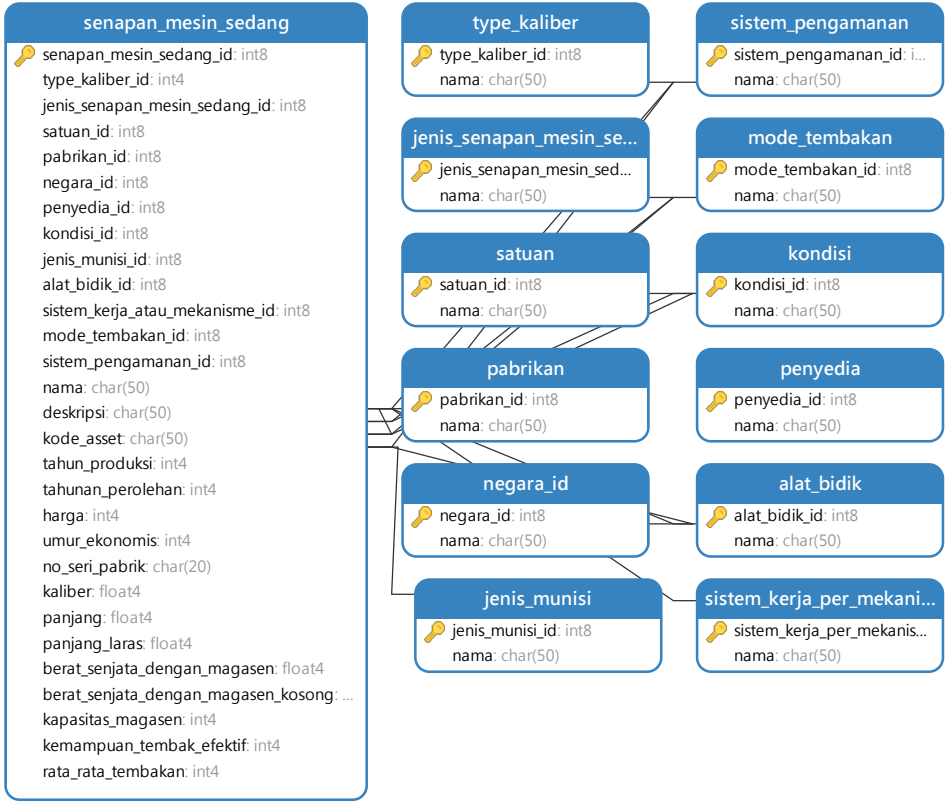 senapan_mesin_sedang
senapan_mesin_sedang_id: int8
type_kaliber_id: int4
jenis_senapan_mesin_sedang_id: int8
satuan_id: int8
pabrikan_id: int8
negara_id: int8
penyedia_id: int8
kondisi_id: int8
jenis_munisi_id: int8
alat_bidik_id: int8
sistem_kerja_atau_mekanisme_id: int8
mode_tembakan_id: int8
sistem_pengamanan_id: int8
nama: char(50)
deskripsi: char(50)
kode_asset: char(50)
tahun_produksi: int4
tahunan_perolehan: int4
harga: int4
umur_ekonomis: int4
no_seri_pabrik: char(20)
kaliber: float4
panjang: float4
panjang_laras: float4
berat_senjata_dengan_magasen: float4
berat_senjata_dengan_magasen_kosong: ...
kapasitas_magasen: int4
kemampuan_tembak_efektif: int4
rata_rata_tembakan: int4
type_kaliber
type_kaliber_id: int8
nama: char(50)
sistem_pengamanan
sistem_pengamanan_id: i...
nama: char(50)
jenis_senapan_mesin_se...
jenis_senapan_mesin_sed...
nama: char(50)
mode_tembakan
mode_tembakan_id: int8
nama: char(50)
satuan
satuan_id: int8
nama: char(50)
kondisi
kondisi_id: int8
nama: char(50)
pabrikan
pabrikan_id: int8
nama: char(50)
penyedia
penyedia_id: int8
nama: char(50)
negara_id
negara_id: int8
nama: char(50)
alat_bidik
alat_bidik_id: int8
nama: char(50)
jenis_munisi
jenis_munisi_id: int8
nama: char(50)
sistem_kerja_per_mekani...
sistem_kerja_per_mekanis...
nama: char(50)